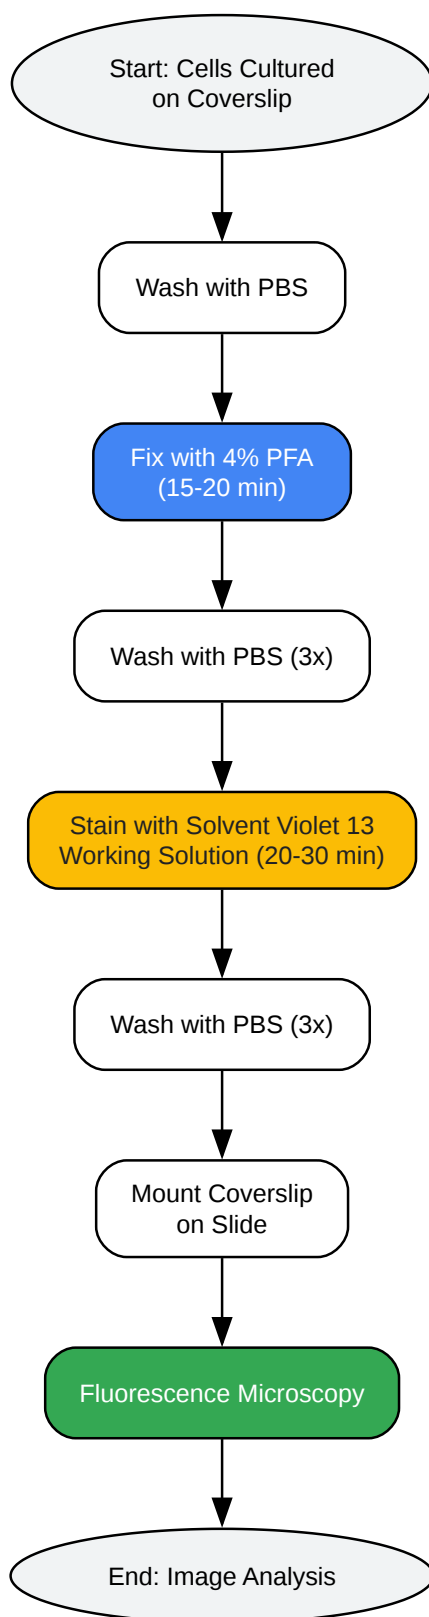 Start: Cells Cultured
on Coverslip
Wash with PBS
Fix with 4% PFA
(15-20 min)
Wash with PBS (3x)
Stain with Solvent Violet 13
Working Solution (20-30 min)
Wash with PBS (3x)
Mount Coverslip
on Slide
Fluorescence Microscopy
End: Image Analysis